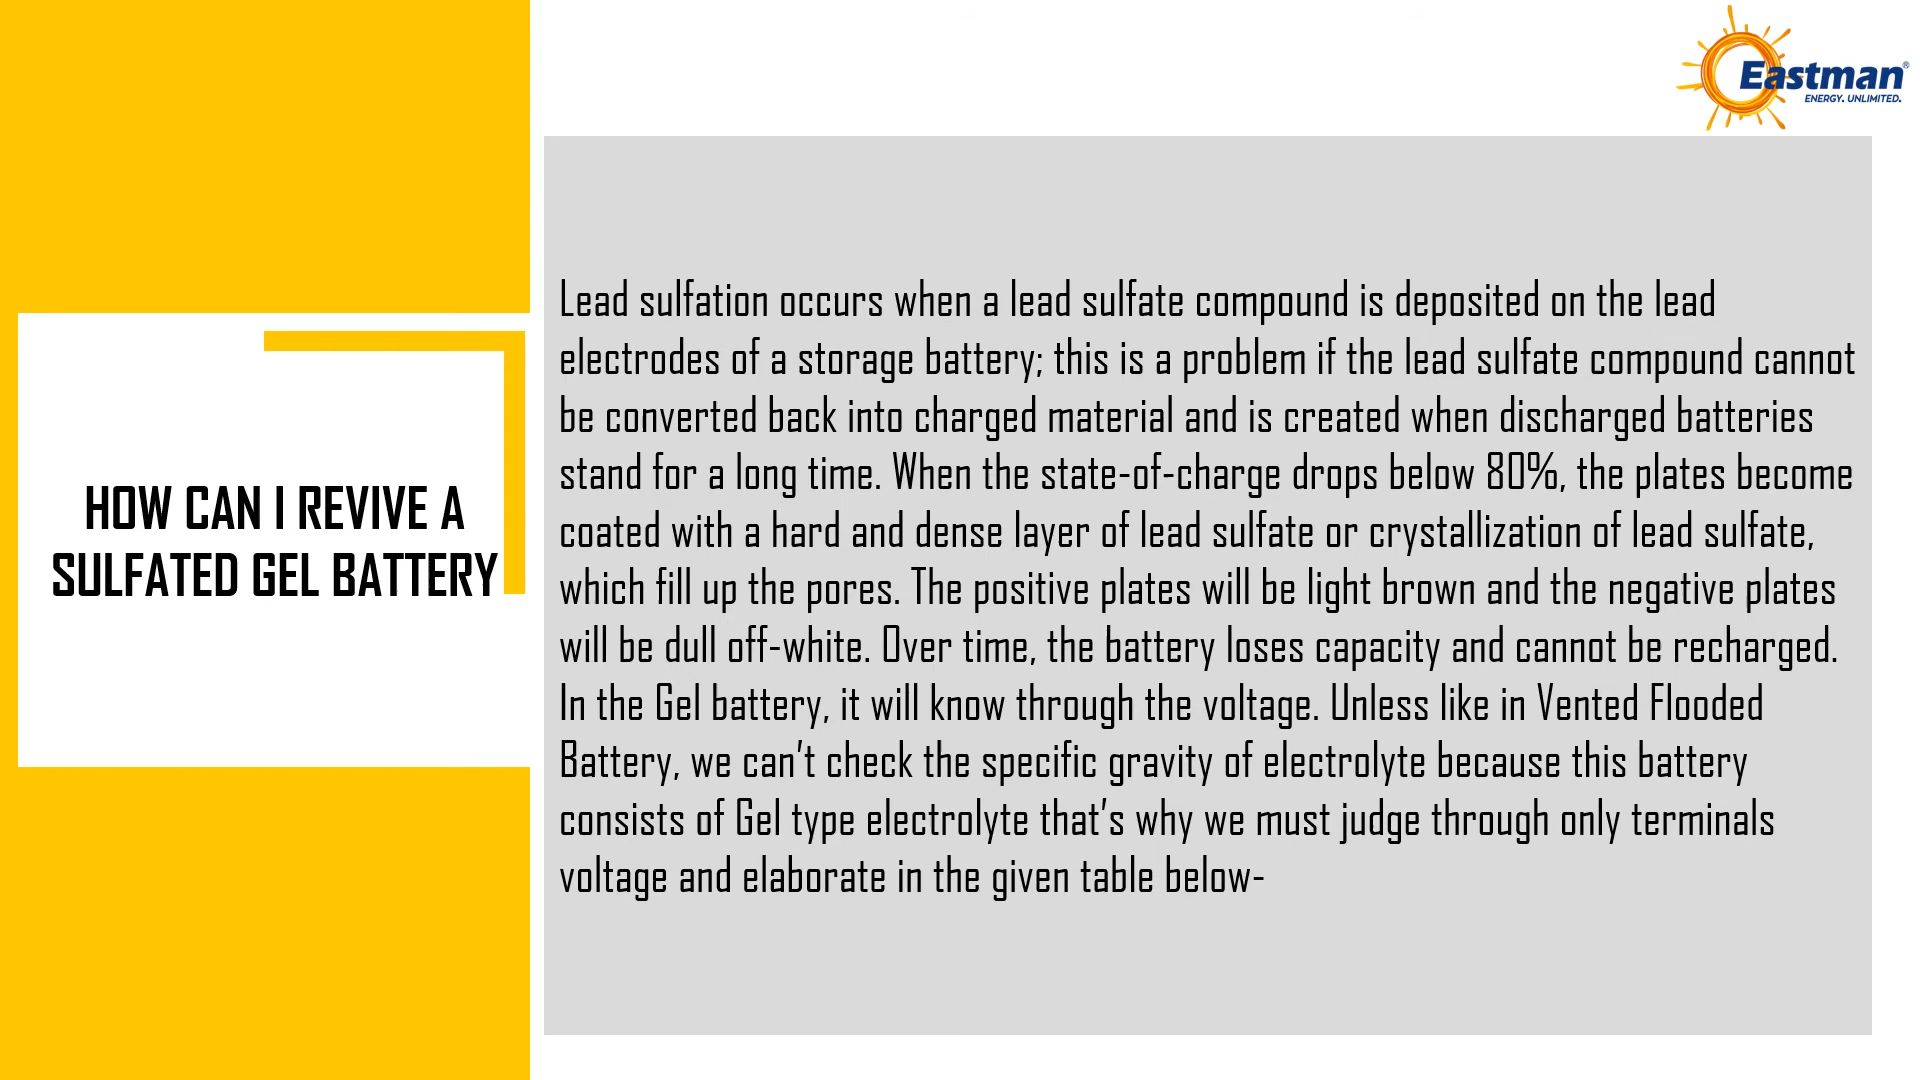 Eastman®
ENERGY. UNLIMITED.
HOW CAN I REVIVE A
SULFATED GEL BATTERY
Lead sulfation occurs when a lead sulfate compound is deposited on the lead
electrodes of a storage battery; this is a problem if the lead sulfate compound cannot
be converted back into charged material and is created when discharged batteries
stand for a long time. When the state-of-charge drops below 80%, the plates become
coated with a hard and dense layer of lead sulfate or crystallization of lead sulfate,
which fill up the pores. The positive plates will be light brown and the negative plates
will be dull off-white. Over time, the battery loses capacity and cannot be recharged.
In the Gel battery, it will know through the voltage. Unless like in Vented Flooded
Battery, we can’t check the specific gravity of electrolyte because this battery
consists of Gel type electrolyte that’s why we must judge through only terminals
voltage and elaborate in the given table below-